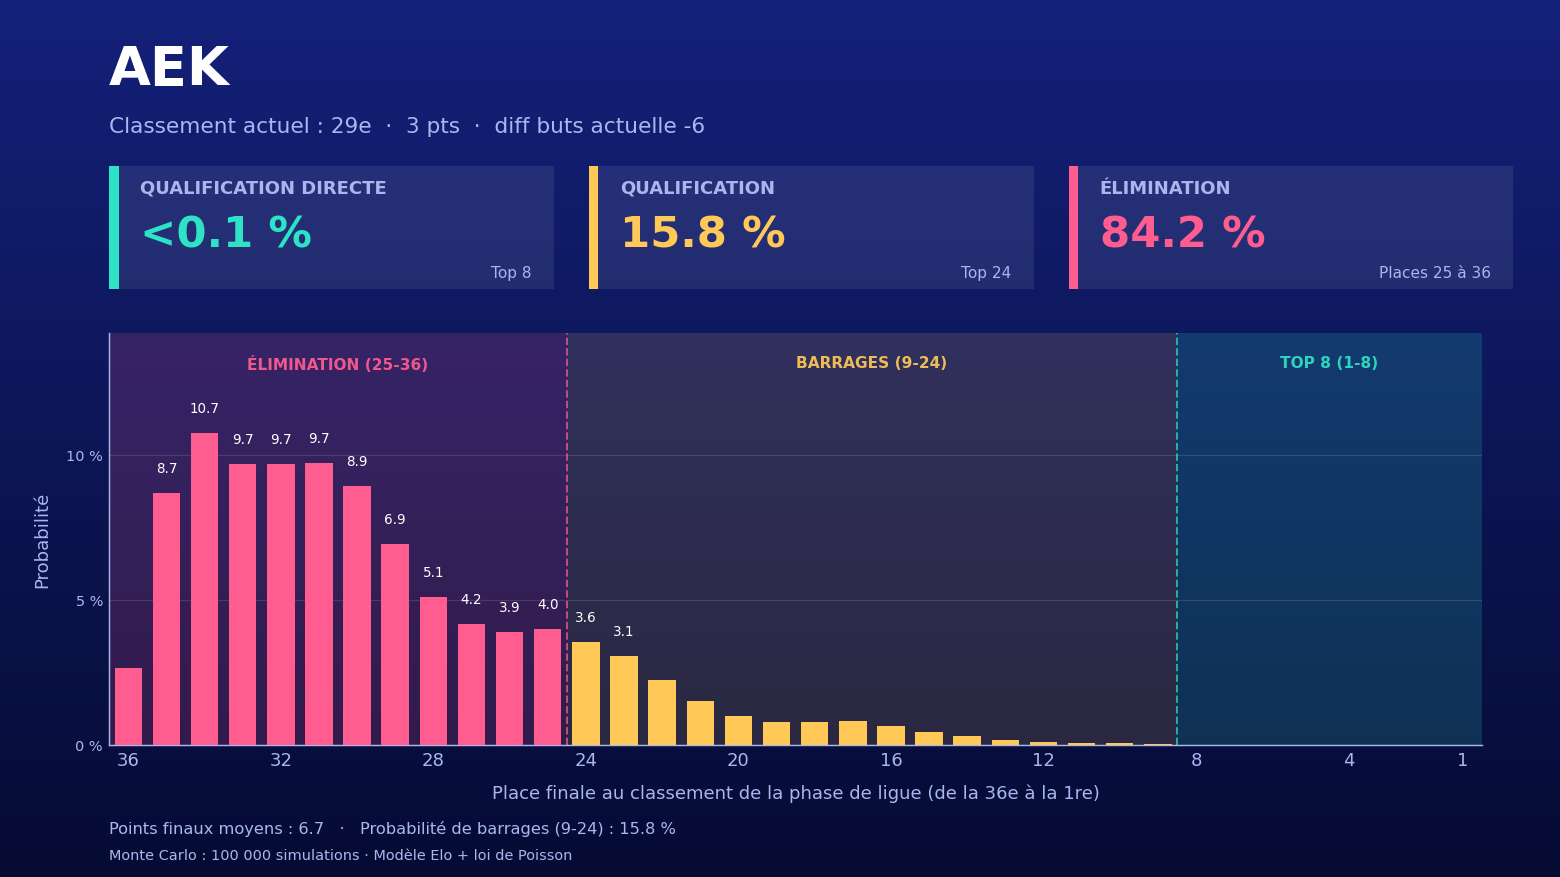 AEK
Classement actuel : 29e · 3 pts · diff buts actuelle -6
QUALIFICATION DIRECTE
<0.1 %
Top 8
QUALIFICATION
15.8 %
Top 24
ÉLIMINATION
84.2 %
Places 25 à 36
ÉLIMINATION (25-36)
BARRAGES (9-24)
TOP 8 (1-8)
Probabilité
10 %
5 %
0 %
8.7
10.7
9.7
9.7
9.7
8.9
6.9
5.1
4.2
3.9
4.0
3.6
3.1
36 32 28 24 20 16 12 8 4 1
Place finale au classement de la phase de ligue (de la 36e à la 1re)
Points finaux moyens : 6.7 · Probabilité de barrages (9-24) : 15.8 %
Monte Carlo : 100 000 simulations · Modèle Elo + loi de Poisson